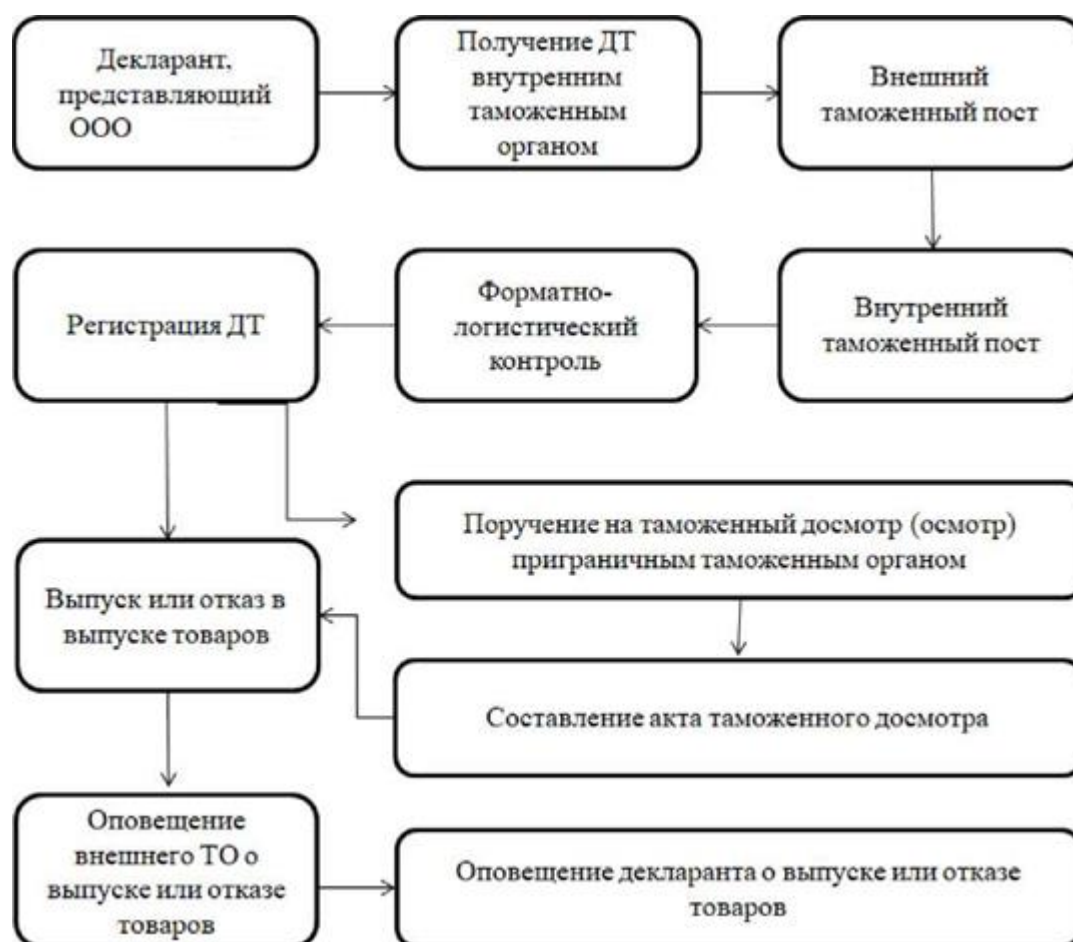 Декларант,
представляющий
ООО
Получение ДТ
внутренним
таможенным
органом
Внешний
таможенный пост
Внутренний
таможенный пост
Форматно-
логистический
контроль
Регистрация ДТ
Поручение на таможенный досмотр (осмотр)
приграничным таможенным органом
Составление акта таможенного досмотра
Выпуск или отказ в
выпуске товаров
Оповещение
внешнего ТО о
выпуске или отказе
товаров
Оповещение декларанта о выпуске или отказе
товаров